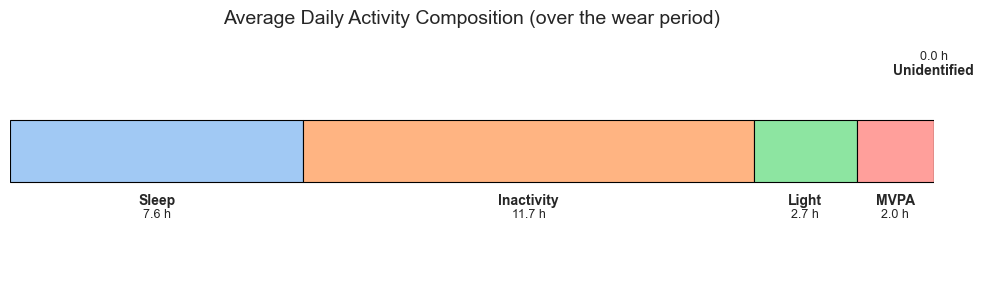 Average Daily Activity Composition (over the wear period)
0.0 h
Unidentified
Sleep
7.6 h
Inactivity
11.7 h
Light
2.7 h
MVPA
2.0 h